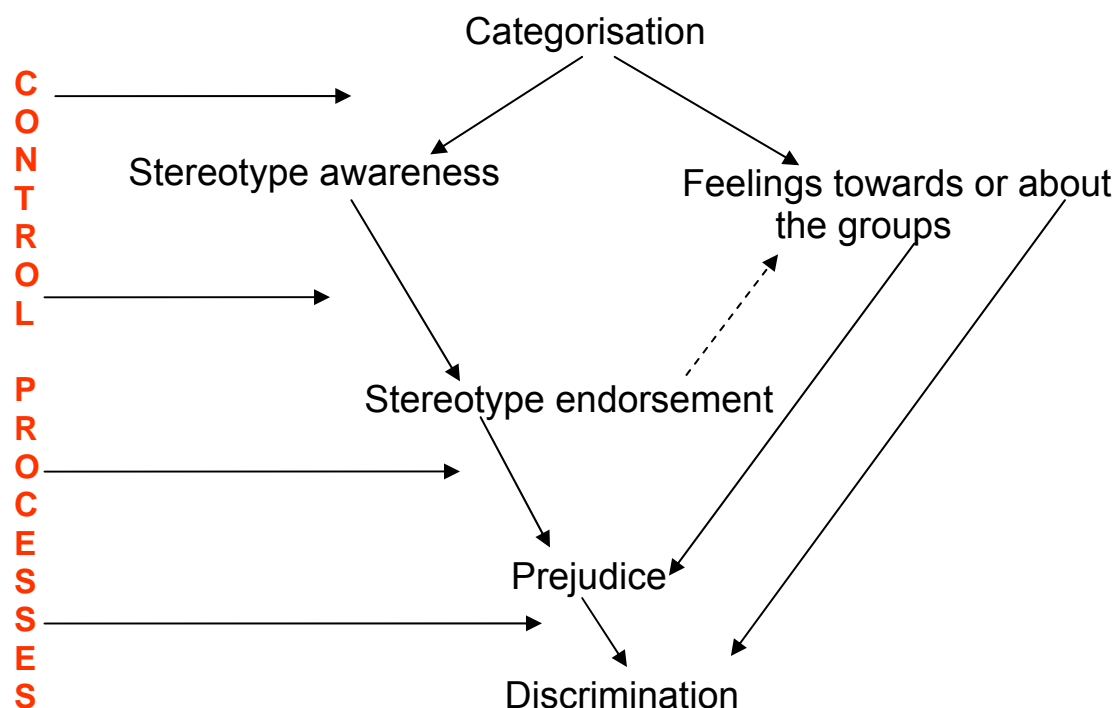 Categorisation
CONTROL PROCESSES
Stereotype awareness
Feelings towards or about
the groups
Stereotype endorsement
Prejudice
Discrimination